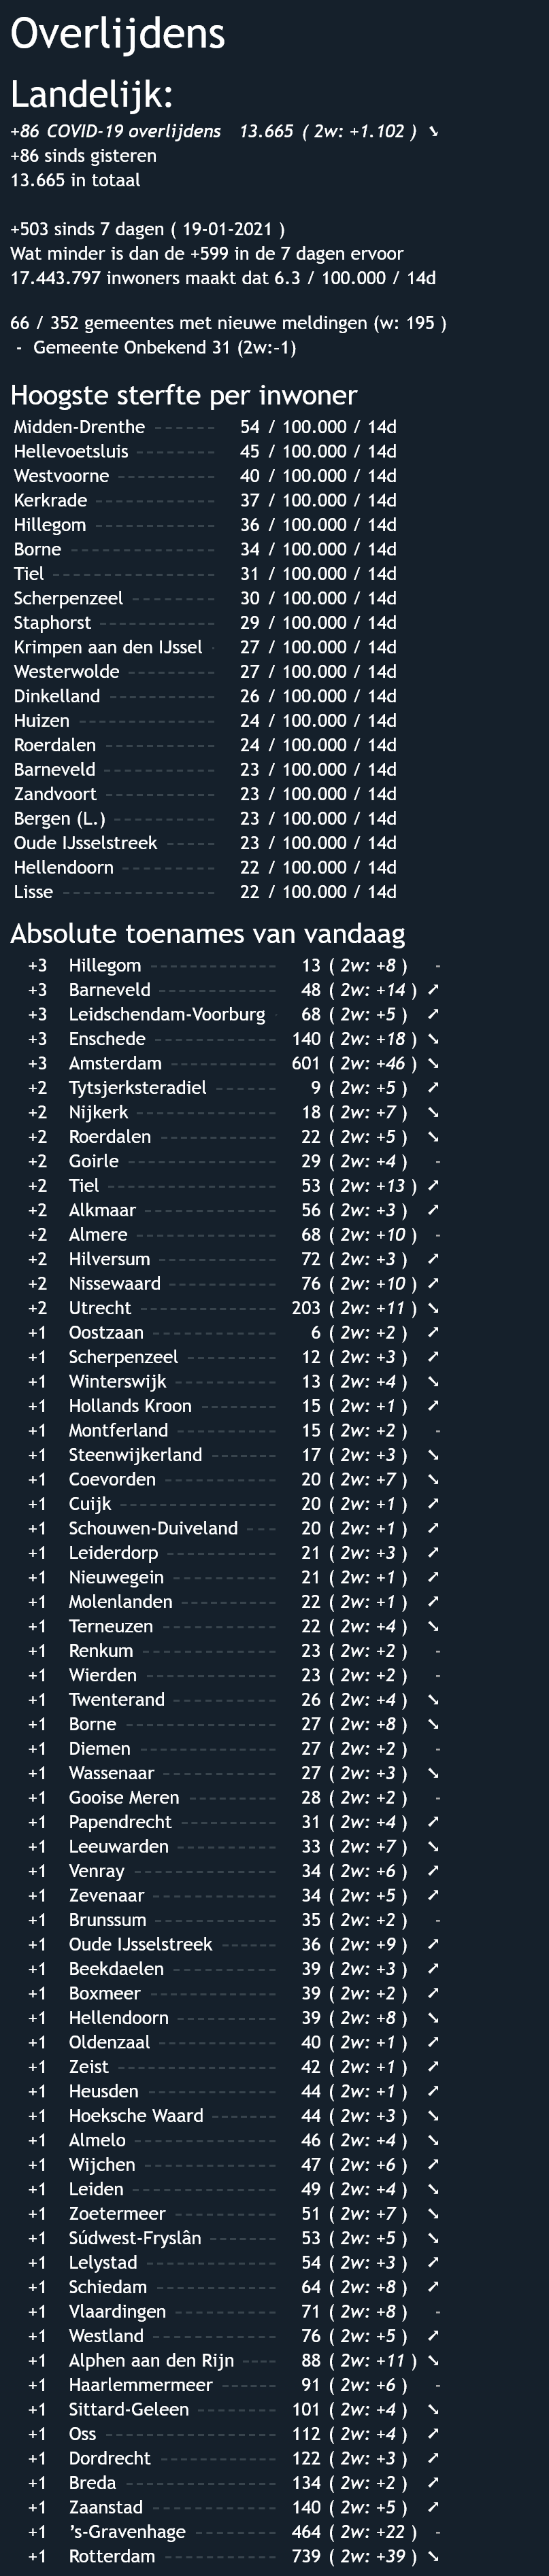 Overlijdens
Landelijk:
+86 COVID-19 overlijdens 13.665 ( 2w: +1.102 ) ➘
+86 sinds gisteren
13.665 in totaal
+503 sinds 7 dagen ( 19-01-2021 )
Wat minder is dan de +599 in de 7 dagen ervoor
17.443.797 inwoners maakt dat 6.3 / 100.000 / 14d
66 / 352 gemeentes met nieuwe meldingen (w: 195 )
- Gemeente Onbekend 31 (2w:-1)
Hoogste sterfte per inwoner
Midden-Drenthe 54 / 100.000 / 14d
Hellevoetsluis 45 / 100.000 / 14d
Westvoorne 40 / 100.000 / 14d
Kerkrade 37 / 100.000 / 14d
Hillegom 36 / 100.000 / 14d
Borne 34 / 100.000 / 14d
Tiel 31 / 100.000 / 14d
Scherpenzeel 30 / 100.000 / 14d
Staphorst 29 / 100.000 / 14d
Krimpen aan den IJssel 27 / 100.000 / 14d
Westerwolde 27 / 100.000 / 14d
Dinkelland 26 / 100.000 / 14d
Huizen 24 / 100.000 / 14d
Roerdalen 24 / 100.000 / 14d
Barneveld 23 / 100.000 / 14d
Zandvoort 23 / 100.000 / 14d
Bergen (L.) 23 / 100.000 / 14d
Oude IJsselstreek 23 / 100.000 / 14d
Hellendoorn 22 / 100.000 / 14d
Lisse 22 / 100.000 / 14d
Absolute toenames van vandaag
+3 Hillegom 13 ( 2w: +8 ) -
+3 Barneveld 48 ( 2w: +14 ) ➚
+3 Leidschendam-Voorburg 68 ( 2w: +5 ) ➚
+3 Enschede 140 ( 2w: +18 ) ➘
+3 Amsterdam 601 ( 2w: +46 ) ➘
+2 Tytsjerksteradiel 9 ( 2w: +5 ) ➚
+2 Nijkerk 18 ( 2w: +7 ) ➘
+2 Roerdalen 22 ( 2w: +5 ) ➘
+2 Goirle 29 ( 2w: +4 ) -
+2 Tiel 53 ( 2w: +13 ) ➚
+2 Alkmaar 56 ( 2w: +3 ) ➚
+2 Almere 68 ( 2w: +10 ) -
+2 Hilversum 72 ( 2w: +3 ) ➚
+2 Nissewaard 76 ( 2w: +10 ) ➚
+2 Utrecht 203 ( 2w: +11 ) ➘
+1 Oostzaan 6 ( 2w: +2 ) ➚
+1 Scherpenzeel 12 ( 2w: +3 ) ➚
+1 Winterswijk 13 ( 2w: +4 ) ➘
+1 Hollands Kroon 15 ( 2w: +1 ) ➚
+1 Montferland 15 ( 2w: +2 ) -
+1 Steenwijkerland 17 ( 2w: +3 ) ➘
+1 Coevorden 20 ( 2w: +7 ) ➘
+1 Cuijk 20 ( 2w: +1 ) ➚
+1 Schouwen-Duiveland 20 ( 2w: +1 ) ➚
+1 Leiderdorp 21 ( 2w: +3 ) ➚
+1 Nieuwegein 21 ( 2w: +1 ) ➚
+1 Molenlanden 22 ( 2w: +1 ) ➚
+1 Terneuzen 22 ( 2w: +4 ) ➘
+1 Renkum 23 ( 2w: +2 ) -
+1 Wierden 23 ( 2w: +2 ) -
+1 Twenterand 26 ( 2w: +4 ) ➘
+1 Borne 27 ( 2w: +8 ) ➘
+1 Diemen 27 ( 2w: +2 ) -
+1 Wassenaar 27 ( 2w: +3 ) ➘
+1 Gooise Meren 28 ( 2w: +2 ) -
+1 Papendrecht 31 ( 2w: +4 ) ➚
+1 Leeuwarden 33 ( 2w: +7 ) ➘
+1 Venray 34 ( 2w: +6 ) ➚
+1 Zevenaar 34 ( 2w: +5 ) ➚
+1 Brunssum 35 ( 2w: +2 ) -
+1 Oude IJsselstreek 36 ( 2w: +9 ) ➚
+1 Beekdaelen 39 ( 2w: +3 ) ➚
+1 Boxmeer 39 ( 2w: +2 ) ➚
+1 Hellendoorn 39 ( 2w: +8 ) ➘
+1 Oldenzaal 40 ( 2w: +1 ) ➚
+1 Zeist 42 ( 2w: +1 ) ➚
+1 Heusden 44 ( 2w: +1 ) ➚
+1 Hoeksche Waard 44 ( 2w: +3 ) ➘
+1 Almelo 46 ( 2w: +4 ) ➘
+1 Wijchen 47 ( 2w: +6 ) ➚
+1 Leiden 49 ( 2w: +4 ) ➘
+1 Zoetermeer 51 ( 2w: +7 ) ➘
+1 Súdwest-Fryslân 53 ( 2w: +5 ) ➘
+1 Lelystad 54 ( 2w: +3 ) ➚
+1 Schiedam 64 ( 2w: +8 ) ➚
+1 Vlaardingen 71 ( 2w: +8 ) -
+1 Westland 76 ( 2w: +5 ) ➚
+1 Alphen aan den Rijn 88 ( 2w: +11 ) ➘
+1 Haarlemmermeer 91 ( 2w: +6 ) -
+1 Sittard-Geleen 101 ( 2w: +4 ) ➘
+1 Oss 112 ( 2w: +4 ) ➚
+1 Dordrecht 122 ( 2w: +3 ) ➚
+1 Breda 134 ( 2w: +2 ) ➚
+1 Zaanstad 140 ( 2w: +5 ) ➚
+1 's-Gravenhage 464 ( 2w: +22 ) -
+1 Rotterdam 739 ( 2w: +39 ) ➘